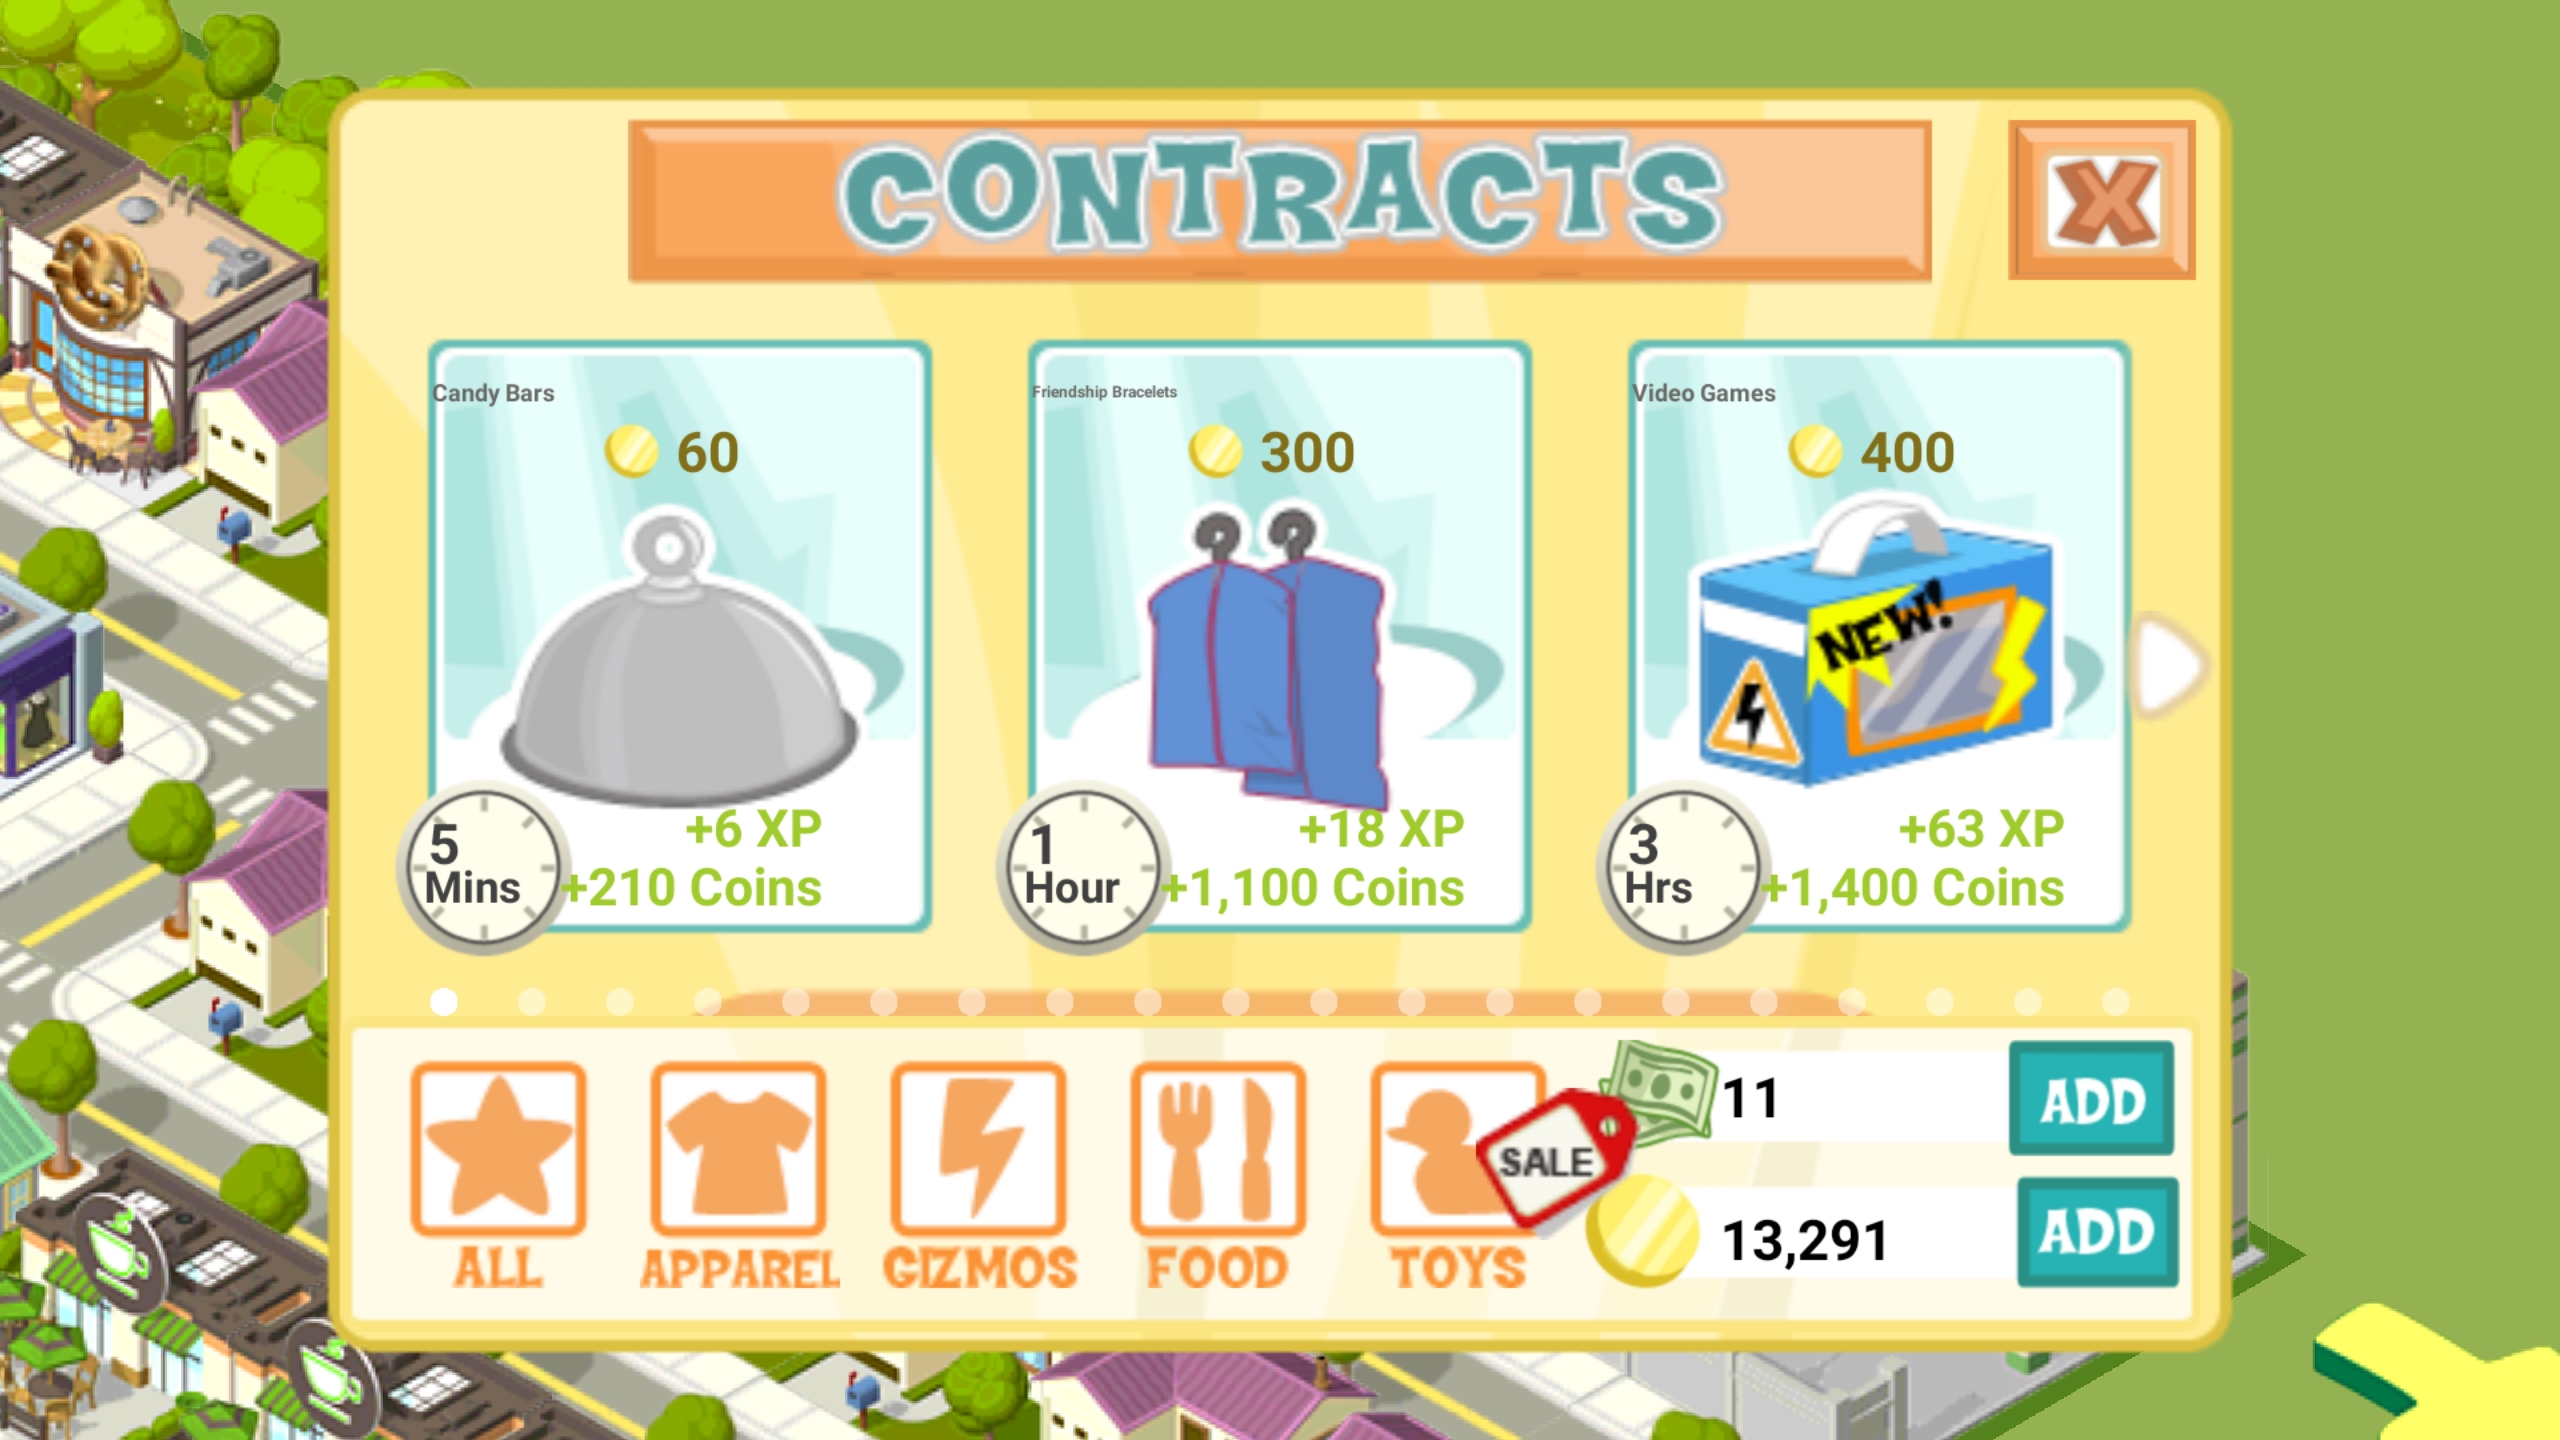 CONTRACTS
X
Candy Bars
60
5
Mins
+6 XP
+210 Coins
Friendship Bracelets
300
1
Hour
+18 XP
+1,100 Coins
Video Games
400
NEW!
3
Hrs
+63 XP
+1,400 Coins
ALL
APPAREL
GIZMOS
FOOD
TOYS
SALE
11
ADD
13,291
ADD